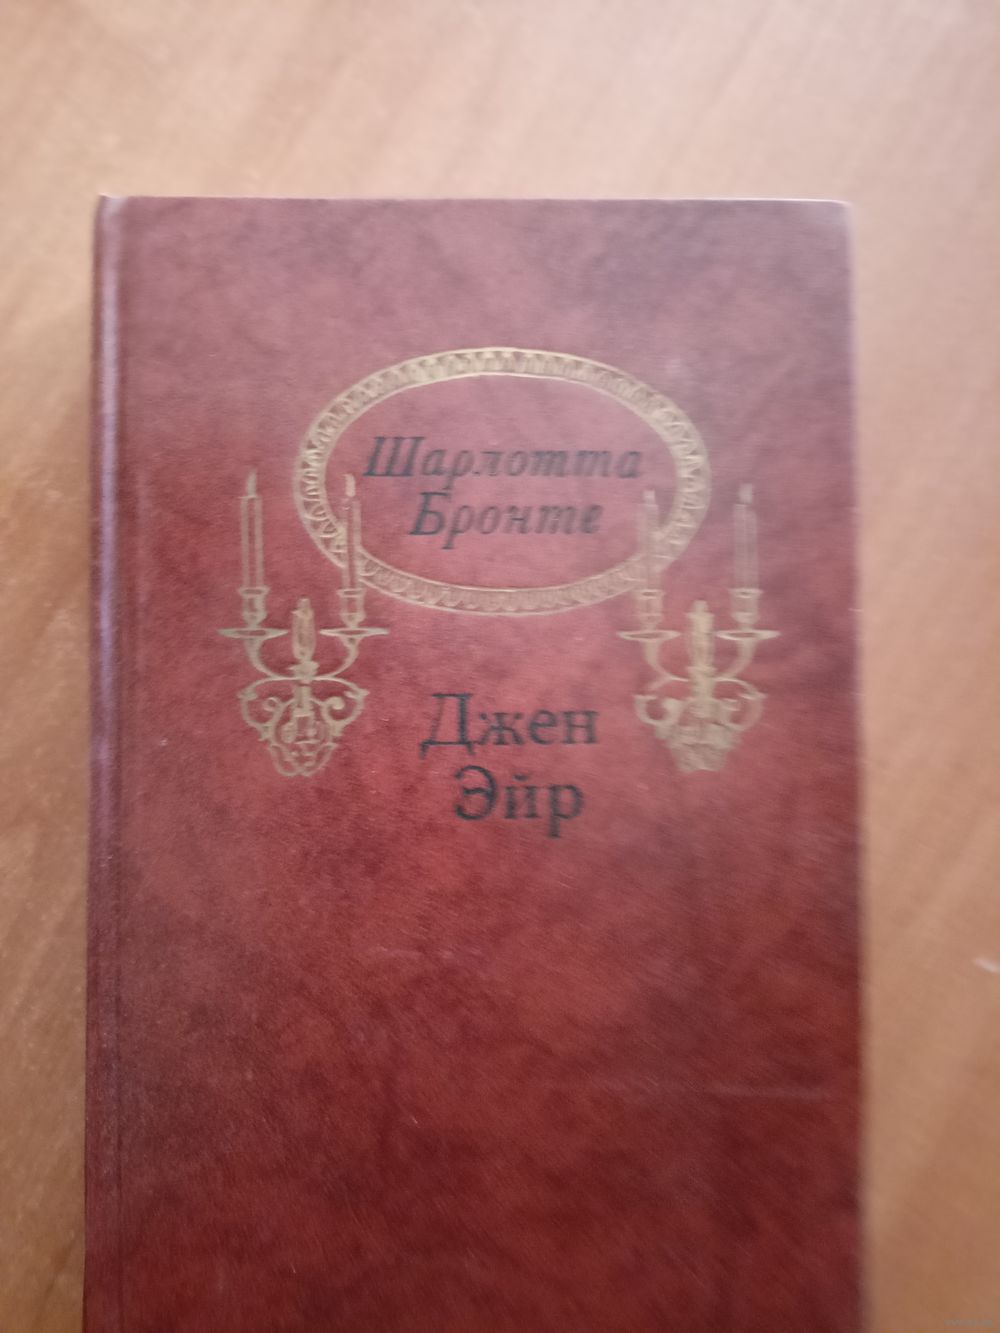 Шарлотта
Бронте
Джен
Эйр